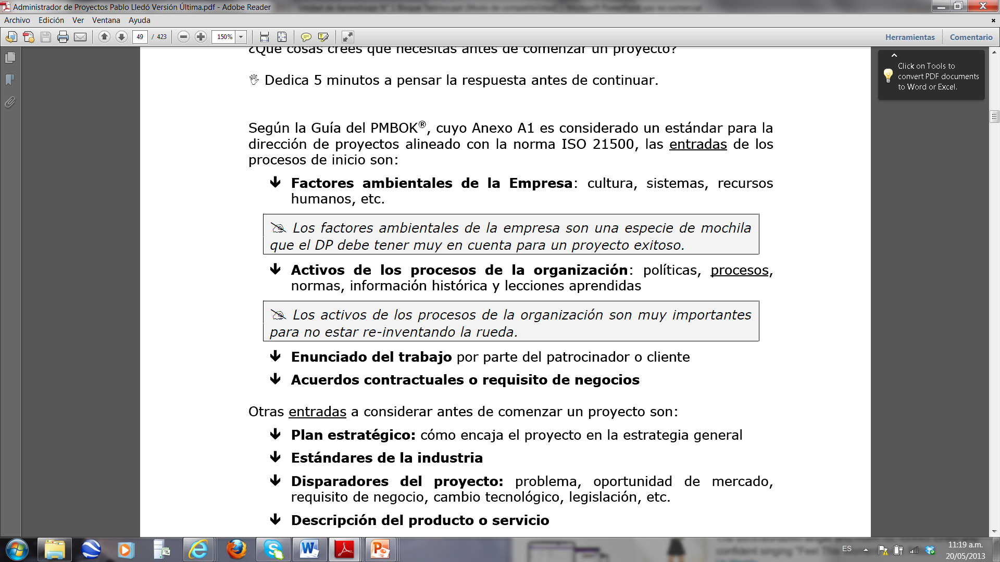 Administrador de Proyectos Pablo Lledó Versión Última.pdf - Adobe Reader
Archivo Edición Ver Ventana Ayuda
49 / 423 150% Herramientas Comentario
¿Qué cosas crees que necesitas antes de comenzar un proyecto?
Click on Tools to
convert PDF documents
to Word or Excel.
Dedica 5 minutos a pensar la respuesta antes de continuar.
Según la Guía del PMBOK®, cuyo Anexo A1 es considerado un estándar para la
dirección de proyectos alineado con la norma ISO 21500, las entradas de los
procesos de inicio son:
Factores ambientales de la Empresa: cultura, sistemas, recursos
humanos, etc.
Los factores ambientales de la empresa son una especie de mochila
que el DP debe tener muy en cuenta para un proyecto exitoso.
Activos de los procesos de la organización: políticas, procesos,
normas, información histórica y lecciones aprendidas
Los activos de los procesos de la organización son muy importantes
para no estar re-inventando la rueda.
Enunciado del trabajo por parte del patrocinador o cliente
Acuerdos contractuales o requisito de negocios
Otras entradas a considerar antes de comenzar un proyecto son:
Plan estratégico: cómo encaja el proyecto en la estrategia general
Estándares de la industria
Disparadores del proyecto: problema, oportunidad de mercado,
requisito de negocio, cambio tecnológico, legislación, etc.
Descripción del producto o servicio
ES
11:19 a.m.
20/05/2013